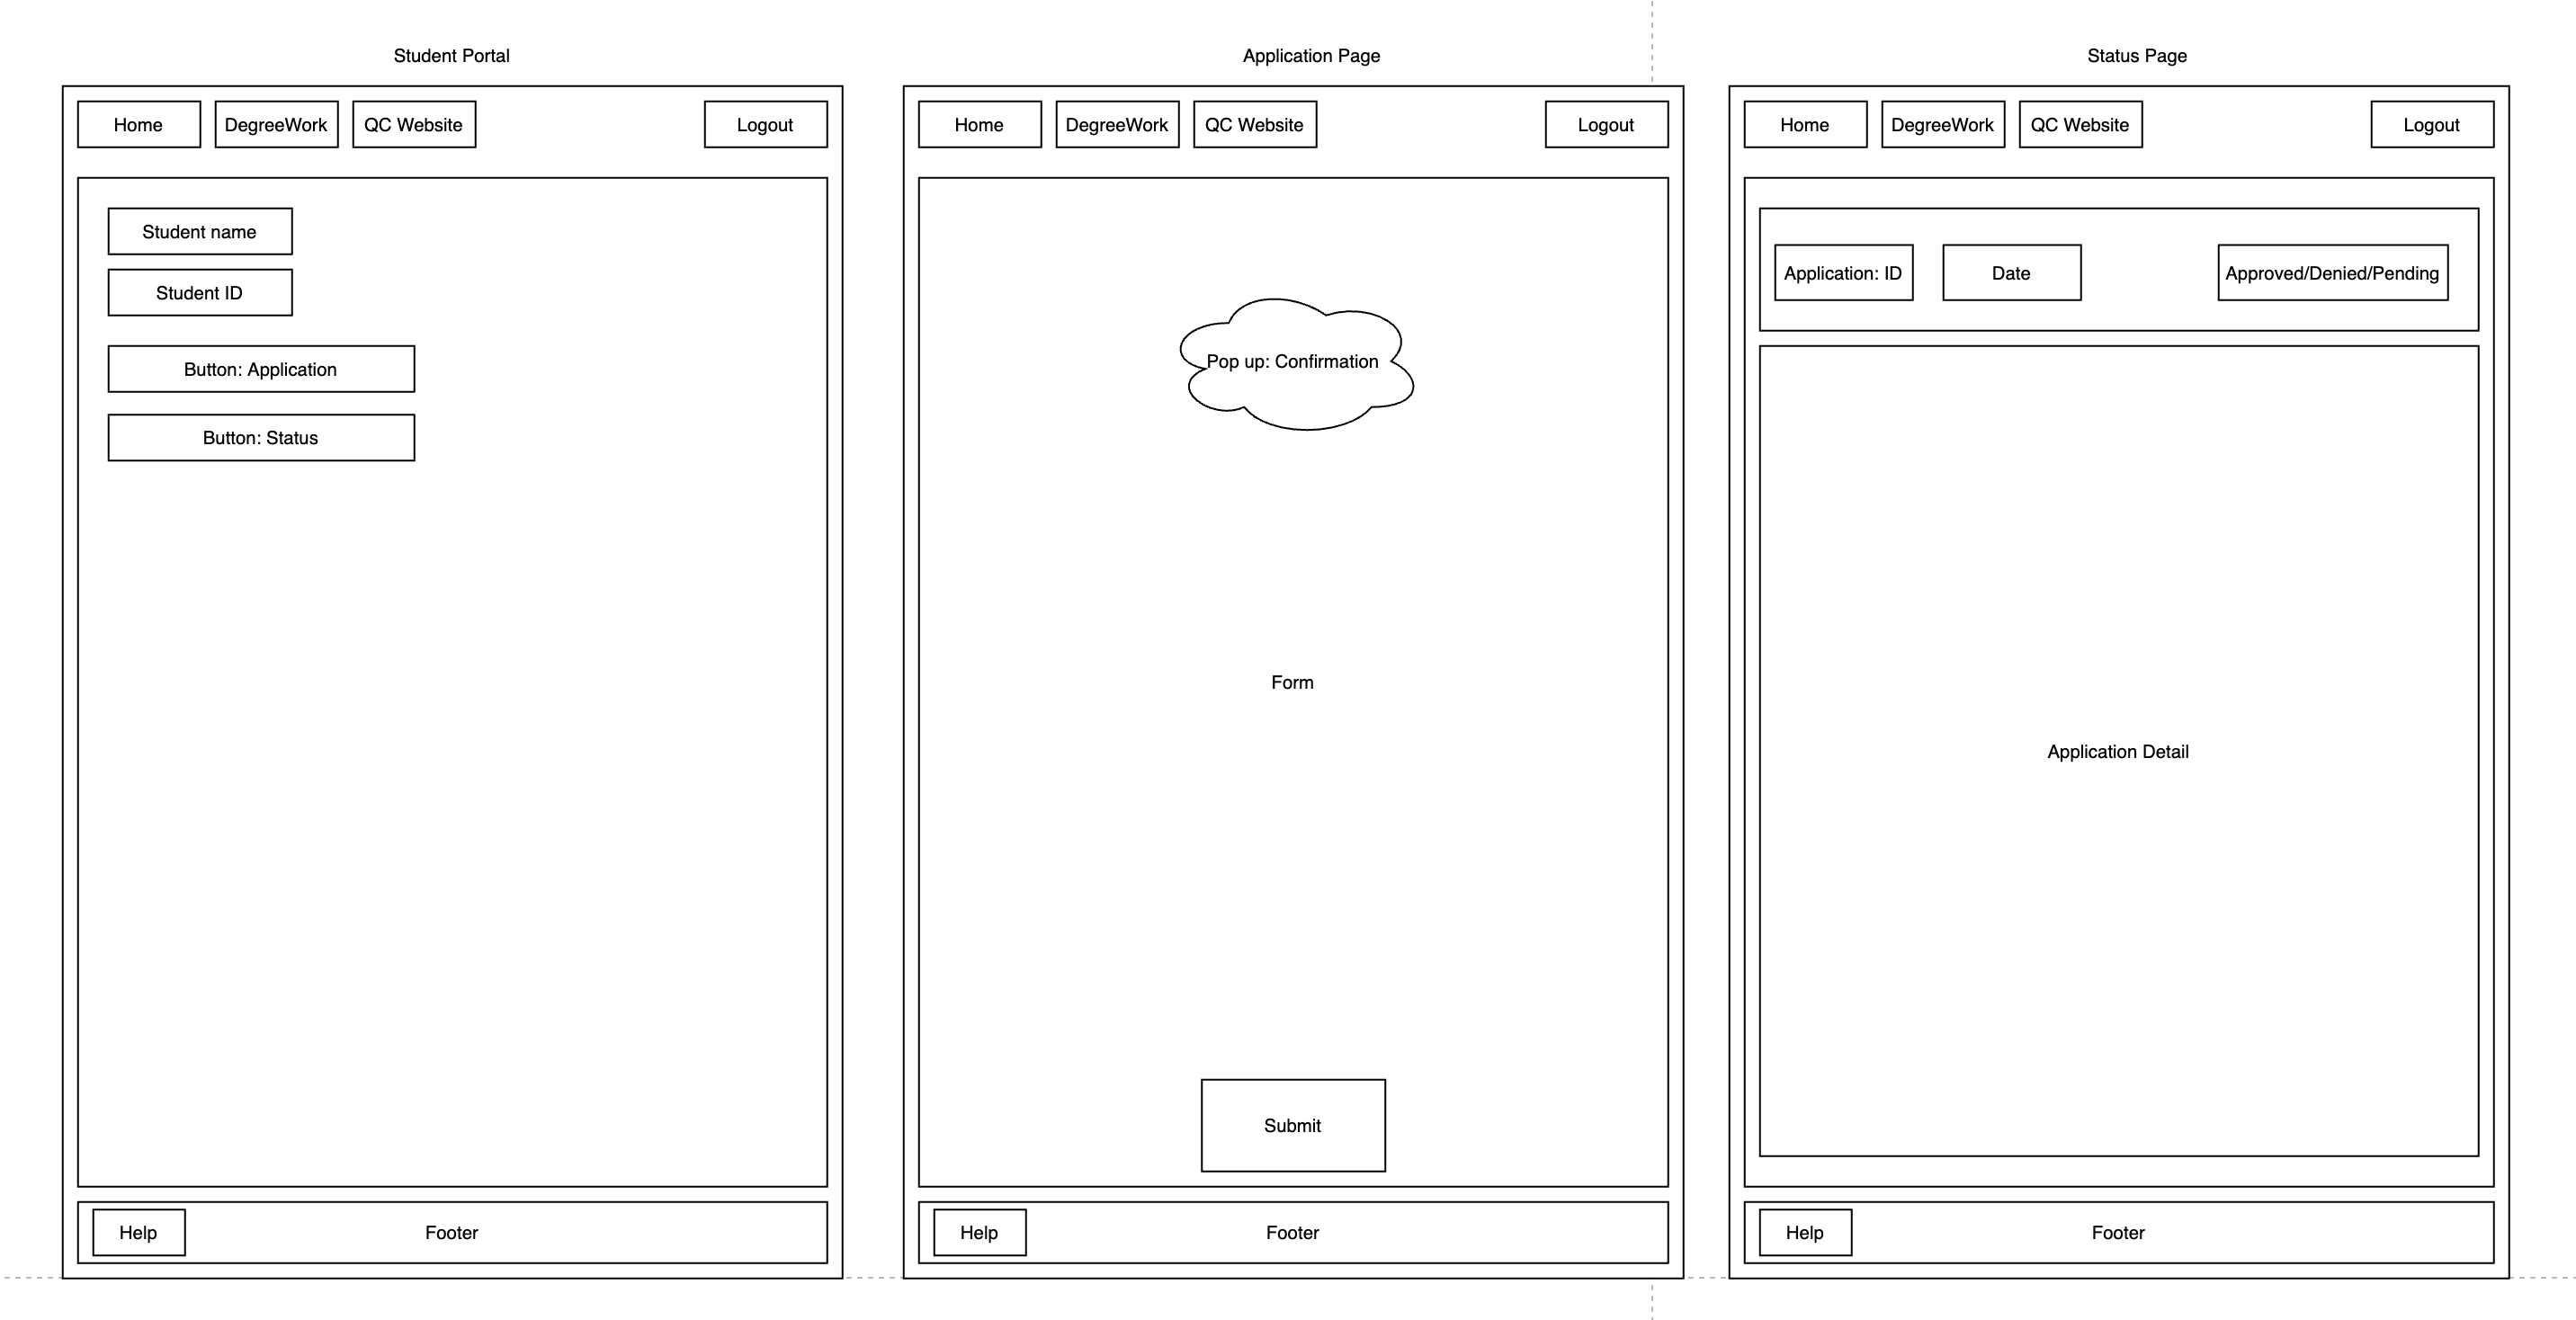 Student Portal
Home
DegreeWork
QC Website
Logout
Student name
Student ID
Button: Application
Button: Status
Help
Footer
Application Page
Home
DegreeWork
QC Website
Logout
Pop up: Confirmation
Form
Submit
Help
Footer
Status Page
Home
DegreeWork
QC Website
Logout
Application: ID
Date
Approved/Denied/Pending
Application Detail
Help
Footer